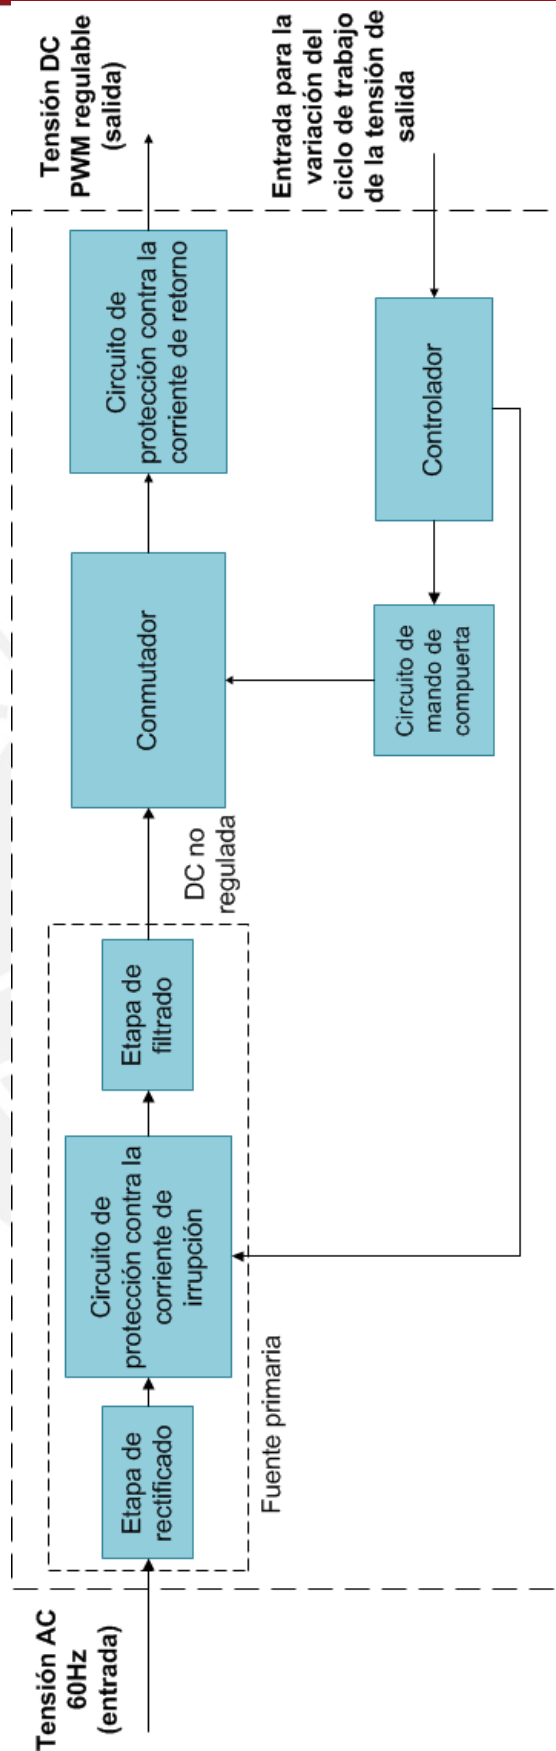 Tensión AC
60Hz
(entrada)
Etapa de
rectificado
Circuito de
protección contra la
corriente de
irrupción
Etapa de
filtrado
Fuente primaria
DC no
regulada
Conmutador
Circuito de
protección contra la
corriente de retorno
Tensión DC
PWM regulable
(salida)
Circuito de
mando de
compuerta
Controlador
Entrada para la
variación del
ciclo de trabajo
de la tensión de
salida